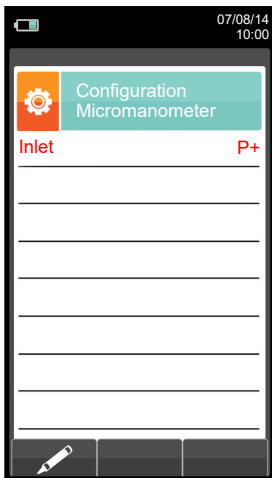 07/08/14
10:00
Configuration
Micromanometer
Inlet P+